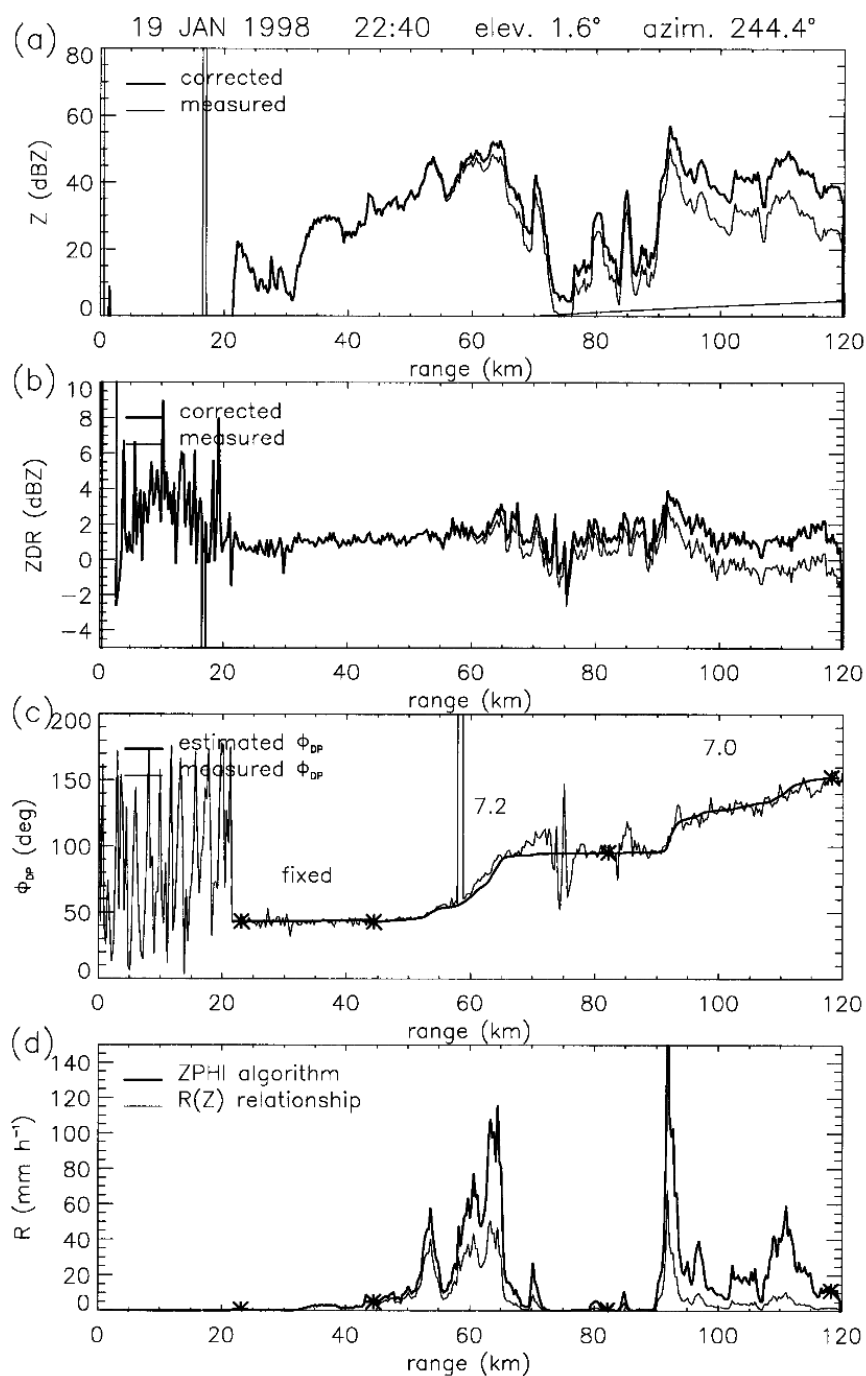 19 JAN 1998 22:40 elev. 1.6° azim. 244.4°
(a)
80
60
40
20
0
Z (dBZ)
corrected
measured
0 20 40 60 80 100 120
range (km)
(b)
10
8
6
4
2
0
-2
-4
ZDR (dBZ)
corrected
measured
0 20 40 60 80 100 120
range (km)
(c)
200
150
100
50
0
ΦDP (deg)
estimated ΦDP
measured ΦDP
fixed
7.2
7.0
0 20 40 60 80 100 120
range (km)
(d)
140
120
100
80
60
40
20
0
R (mm h⁻¹)
ZPHI algorithm
R(Z) relationship
0 20 40 60 80 100 120
range (km)